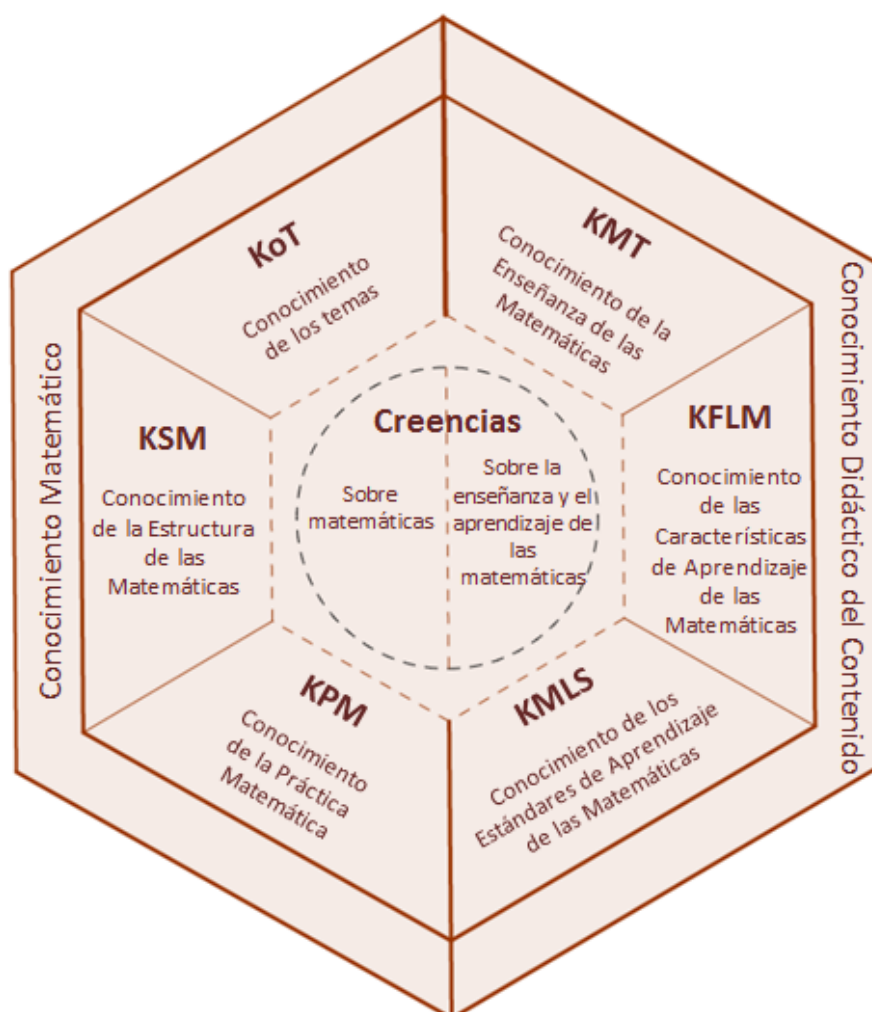 KoT
Conocimiento
de los temas
KMT
Conocimiento de la
Enseñanza de las
Matemáticas
Conocimiento Matemático
KSM
Conocimiento
de la Estructura
de las
Matemáticas
Creencias
Sobre
matemáticas
Sobre la
enseñanza y el
aprendizaje de
las
matemáticas
KFLM
Conocimiento
de las
Características
de Aprendizaje
de las
Matemáticas
Conocimiento Didáctico del Contenido
KPM
Conocimiento
de la Práctica
Matemática
KMLS
Conocimiento de los
Estándares de Aprendizaje
de las Matemáticas